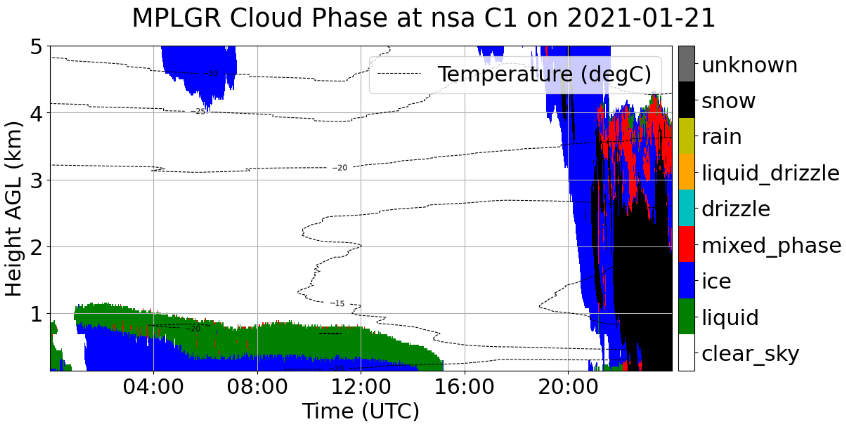 MPLGR Cloud Phase at nsa C1 on 2021-01-21
Height AGL (km)
5
4
3
2
1
Temperature (degC)
−30
−25
−20
−15
−20
unknown
snow
rain
liquid_drizzle
drizzle
mixed_phase
ice
liquid
clear_sky
04:00
08:00
12:00
16:00
20:00
Time (UTC)